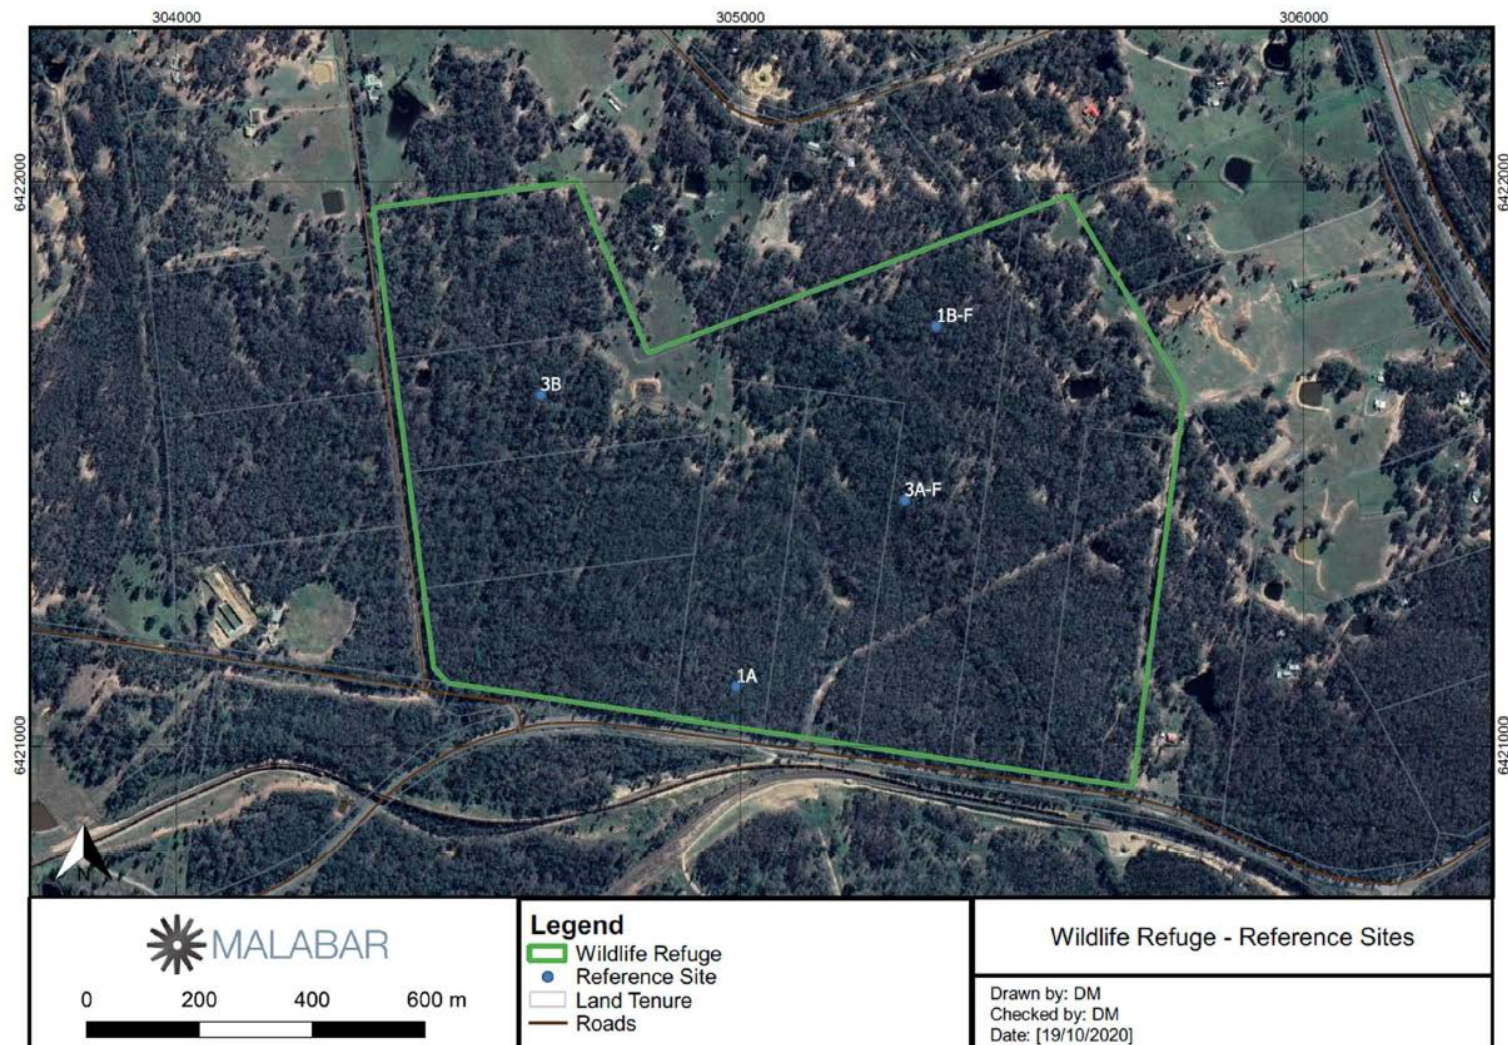 304000
305000
306000
6422000
6422000
1B-F
3B
3A-F
1A
6421000
6421000
N
MALABAR
0 200 400 600 m
Legend
Wildlife Refuge
Reference Site
Land Tenure
Roads
Wildlife Refuge - Reference Sites
Drawn by: DM
Checked by: DM
Date: [19/10/2020]